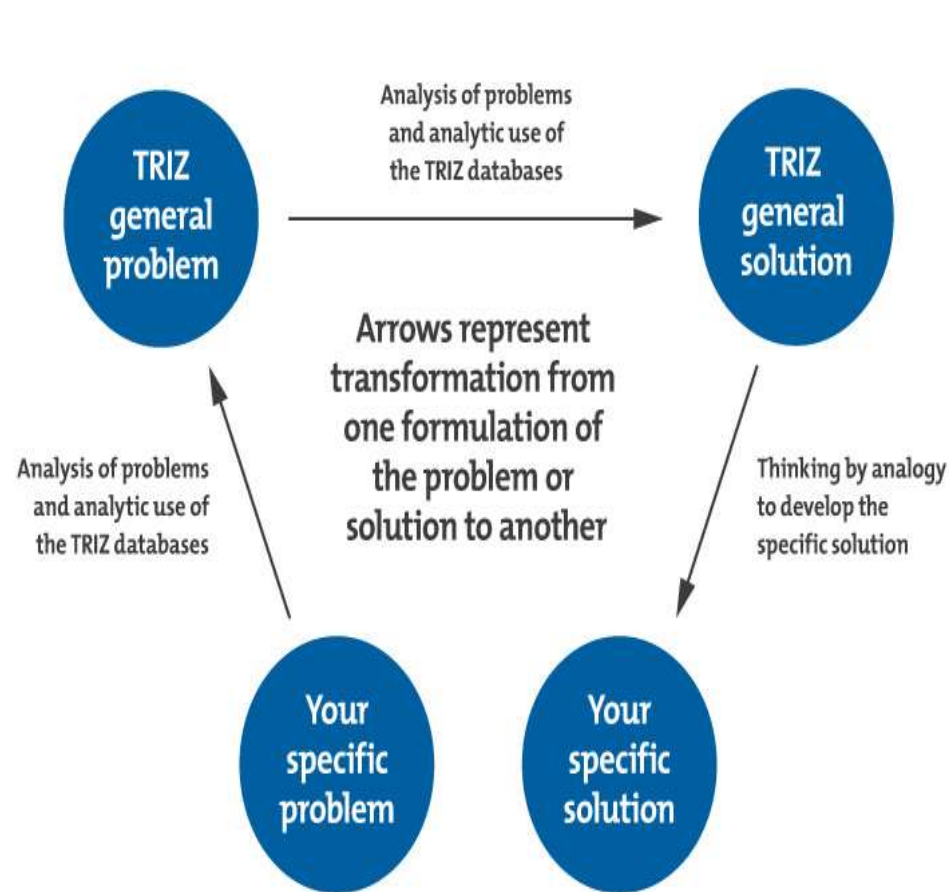 Analysis of problems
and analytic use of
the TRIZ databases
TRIZ
general
problem
TRIZ
general
solution
Arrows represent
transformation from
one formulation of
the problem or
solution to another
Analysis of problems
and analytic use of
the TRIZ databases
Thinking by analogy
to develop the
specific solution
Your
specific
problem
Your
specific
solution